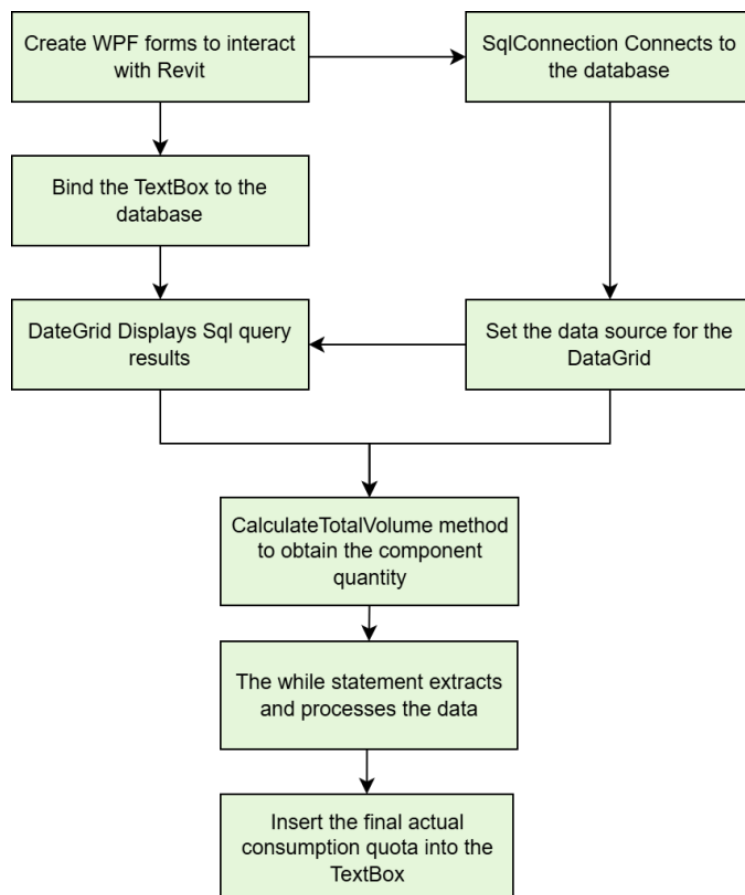 Create WPF forms to interact
with Revit
SqlConnection Connects to
the database
Bind the TextBox to the
database
DateGrid Displays Sql query
results
Set the data source for the
DataGrid
CalculateTotalVolume method
to obtain the component
quantity
The while statement extracts
and processes the data
Insert the final actual
consumption quota into the
TextBox